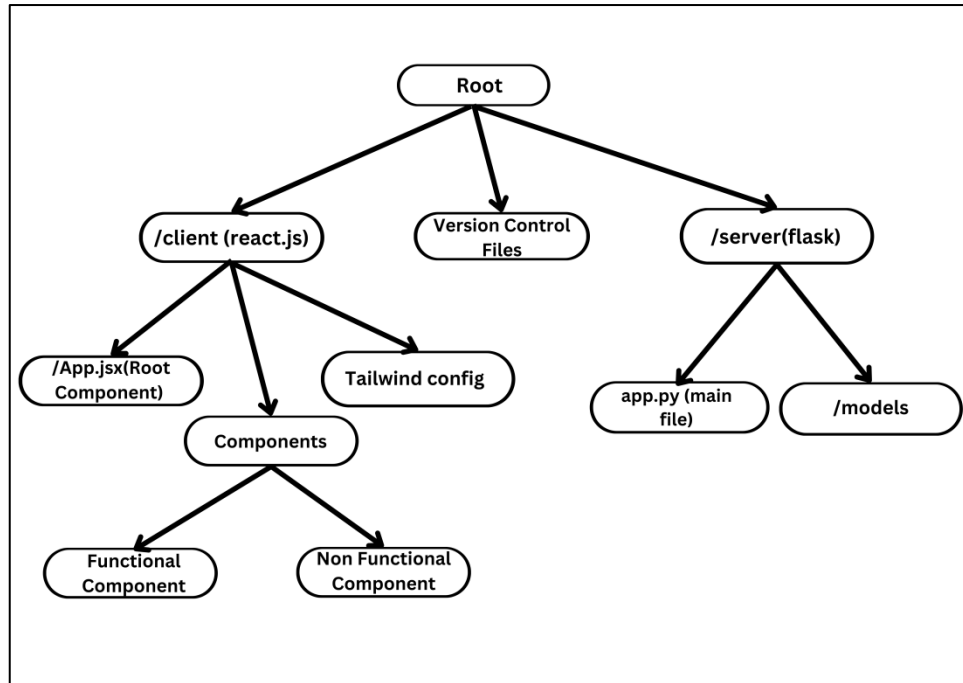 Root
/client (react.js)
Version Control
Files
/server(flask)
/App.jsx(Root
Component)
Tailwind config
app.py (main
file)
/models
Components
Functional
Component
Non Functional
Component